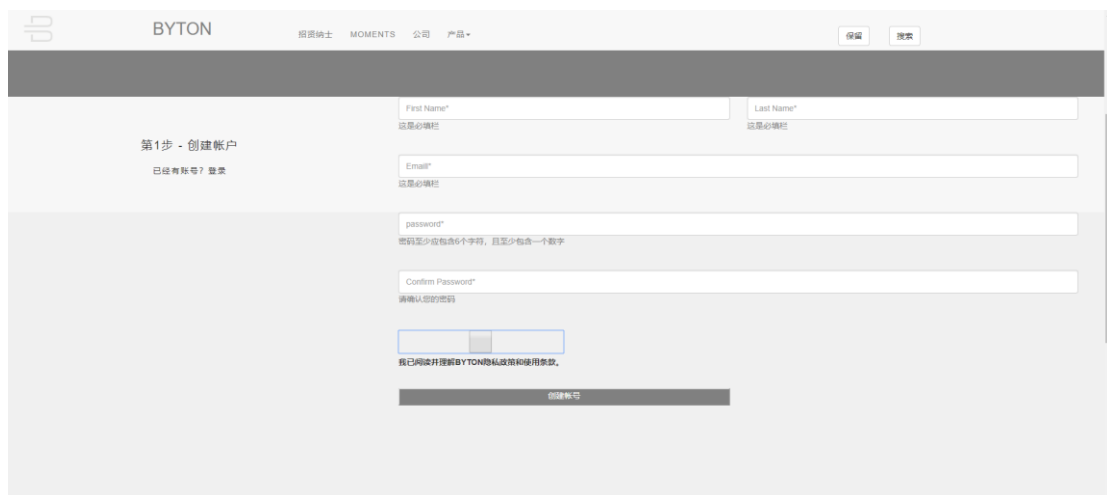 BYTON
招贤纳士 MOMENTS 公司 产品
保留 搜索
First Name* Last Name*
这是必填栏 这是必填栏
第1步 - 创建帐户
已经有账号？登录
Emaill*
这是必填栏
password*
密码至少应包含6个字符，且至少包含一个数字
Confirm Password*
请确认您的密码
我已阅读并理解BYTON隐私政策和使用条款。
创建帐号